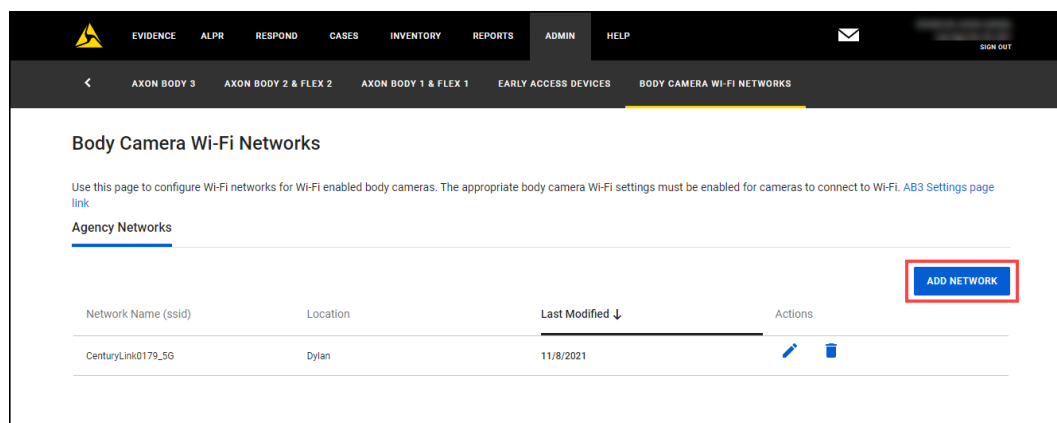 EVIDENCE ALPR RESPOND CASES INVENTORY REPORTS ADMIN HELP
SIGN OUT
AXON BODY 3 AXON BODY 2 & FLEX 2 AXON BODY 1 & FLEX 1 EARLY ACCESS DEVICES BODY CAMERA WI-FI NETWORKS
Body Camera Wi-Fi Networks
Use this page to configure Wi-Fi networks for Wi-Fi enabled body cameras. The appropriate body camera Wi-Fi settings must be enabled for cameras to connect to Wi-Fi. AB3 Settings page
link
Agency Networks
ADD NETWORK
Network Name (ssid) Location Last Modified ↓ Actions
CenturyLink0179_5G Dylan 11/8/2021